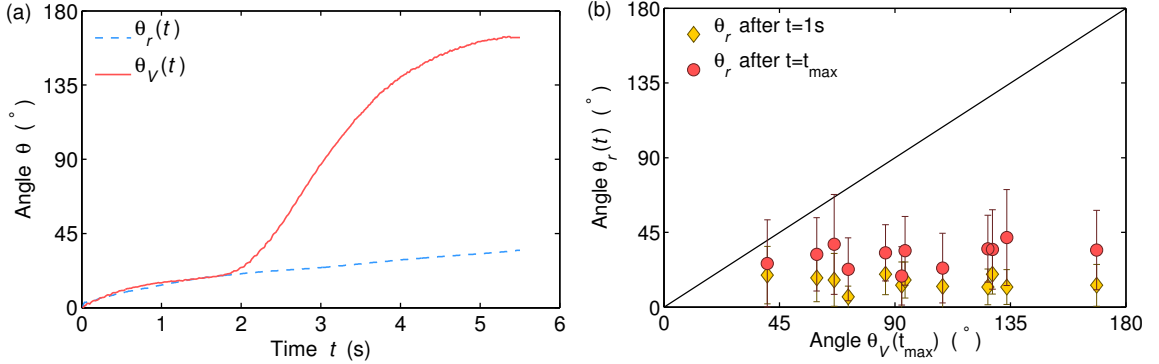 (a)
180
135
90
45
0
Angle θ (°)
θr(t)
θV(t)
0 1 2 3 4 5 6
Time t (s)
(b)
180
135
90
45
0
Angle θr(t) (°)
θr after t=1s
θr after t=tmax
0 45 90 135 180
Angle θV(tmax) (°)